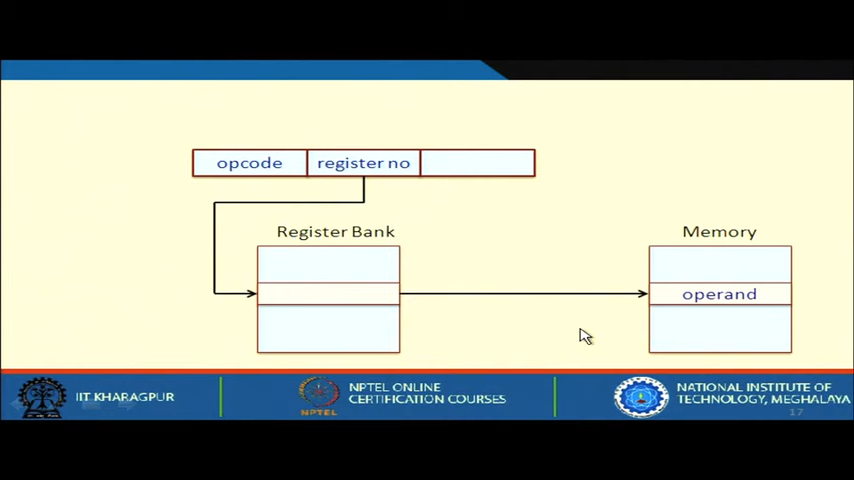 opcode register no
Register Bank
Memory
operand
IIT KHARAGPUR
NPTEL
NPTEL ONLINE
CERTIFICATION COURSES
NATIONAL INSTITUTE OF
TECHNOLOGY, MEGHALAYA
17